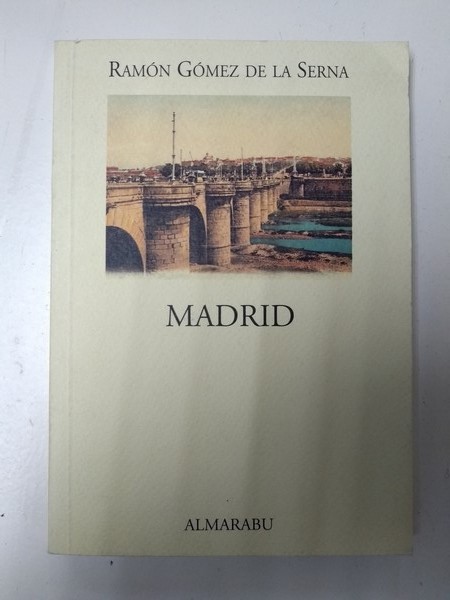 RAMÓN GÓMEZ DE LA SERNA
MADRID
ALMARABU